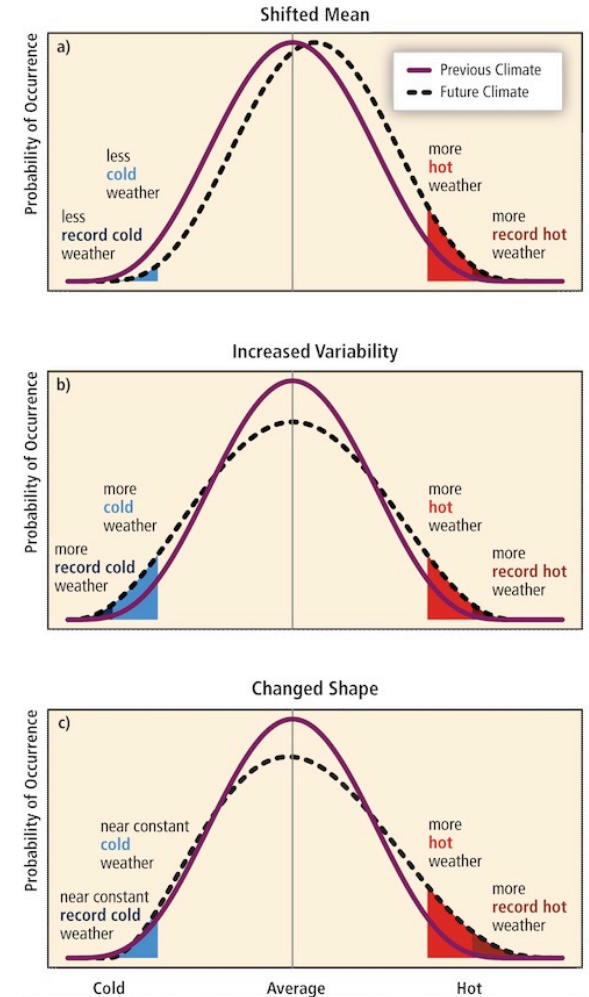 Shifted Mean
Probability of Occurrence
a)
Previous Climate
Future Climate
less
cold
weather
less
record cold
weather
more
hot
weather
more
record hot
weather
Increased Variability
Probability of Occurrence
b)
more
cold
weather
more
record cold
weather
more
hot
weather
more
record hot
weather
Changed Shape
Probability of Occurrence
c)
near constant
cold
weather
near constant
record cold
weather
more
hot
weather
more
record hot
weather
Cold
Average
Hot